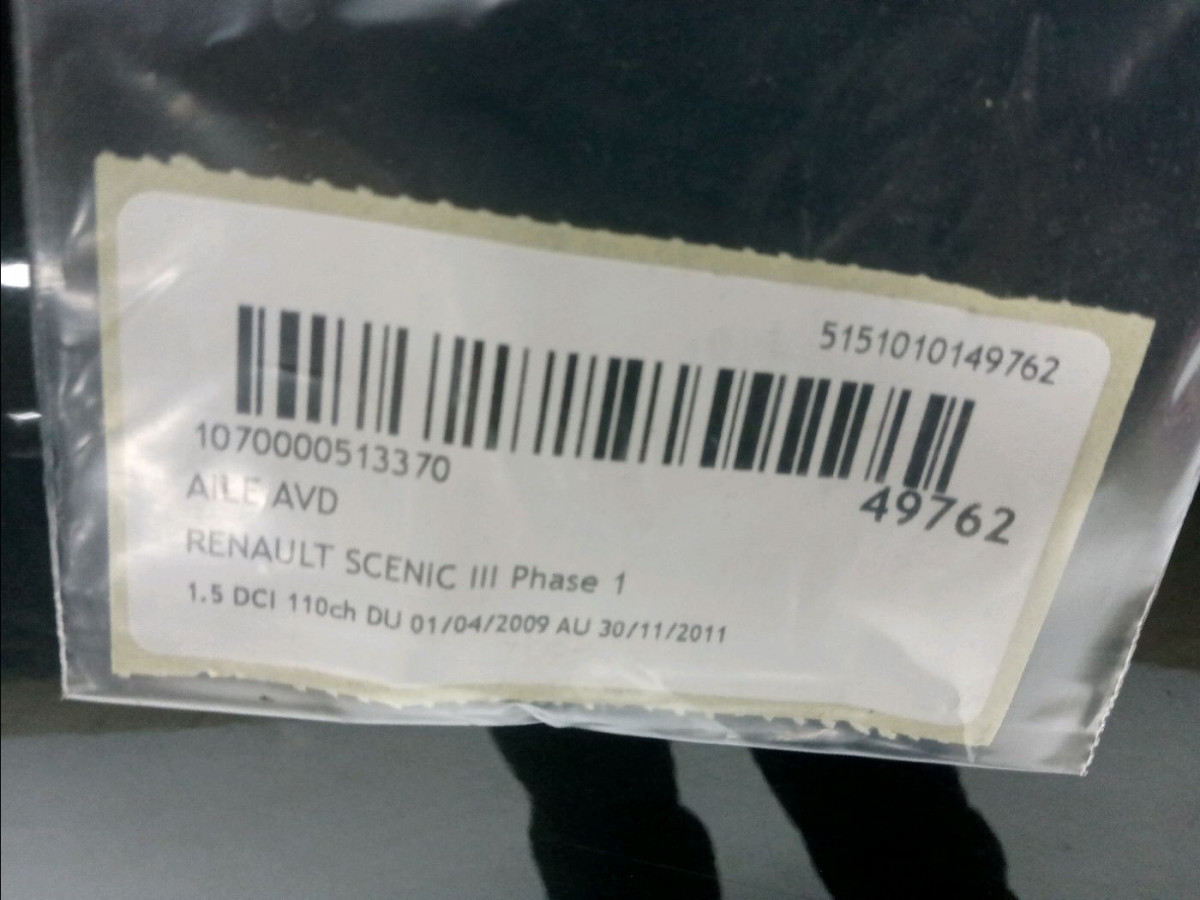 5151010149762
1070000513370
49762
AILE AVD
RENAULT SCENIC III Phase 1
1.5 DCI 110ch DU 01/04/2009 AU 30/11/2011